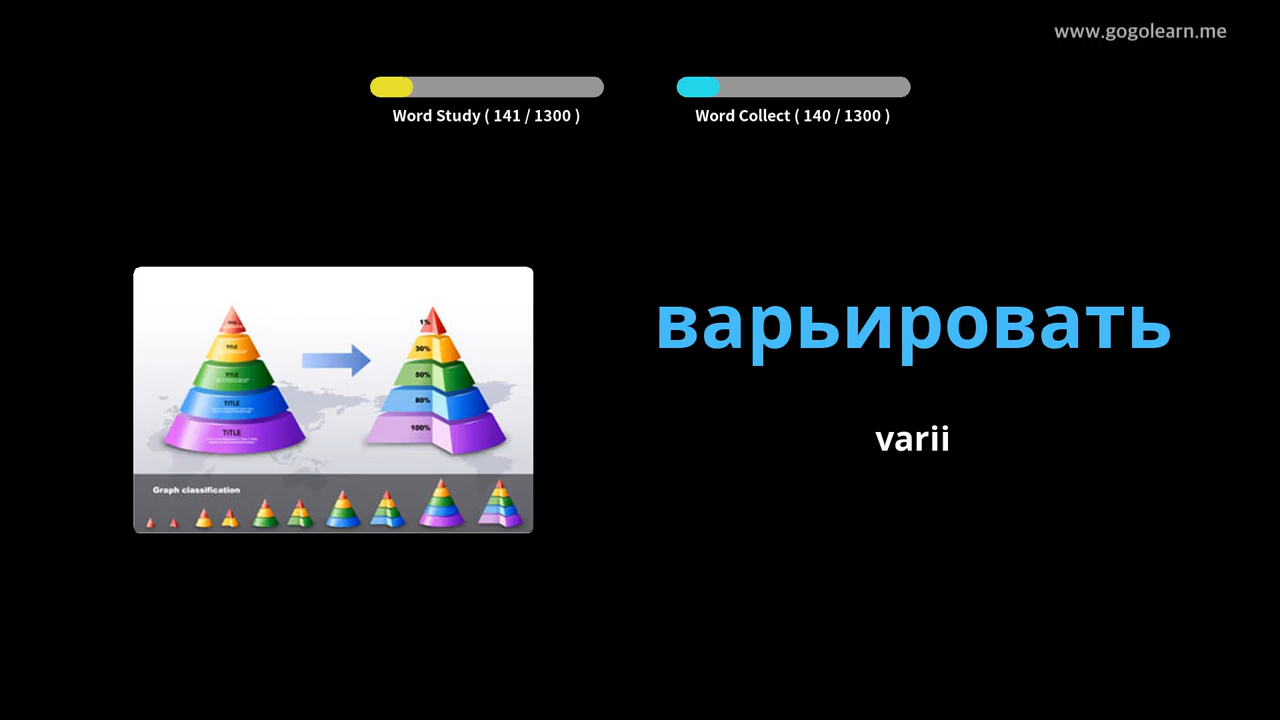 www.gogolearn.me
Word Study ( 141 / 1300 )
Word Collect ( 140 / 1300 )
варьировать
varii
TITLE
TITLE
TITLE
TITLE
1%
30%
50%
80%
100%
Graph classification